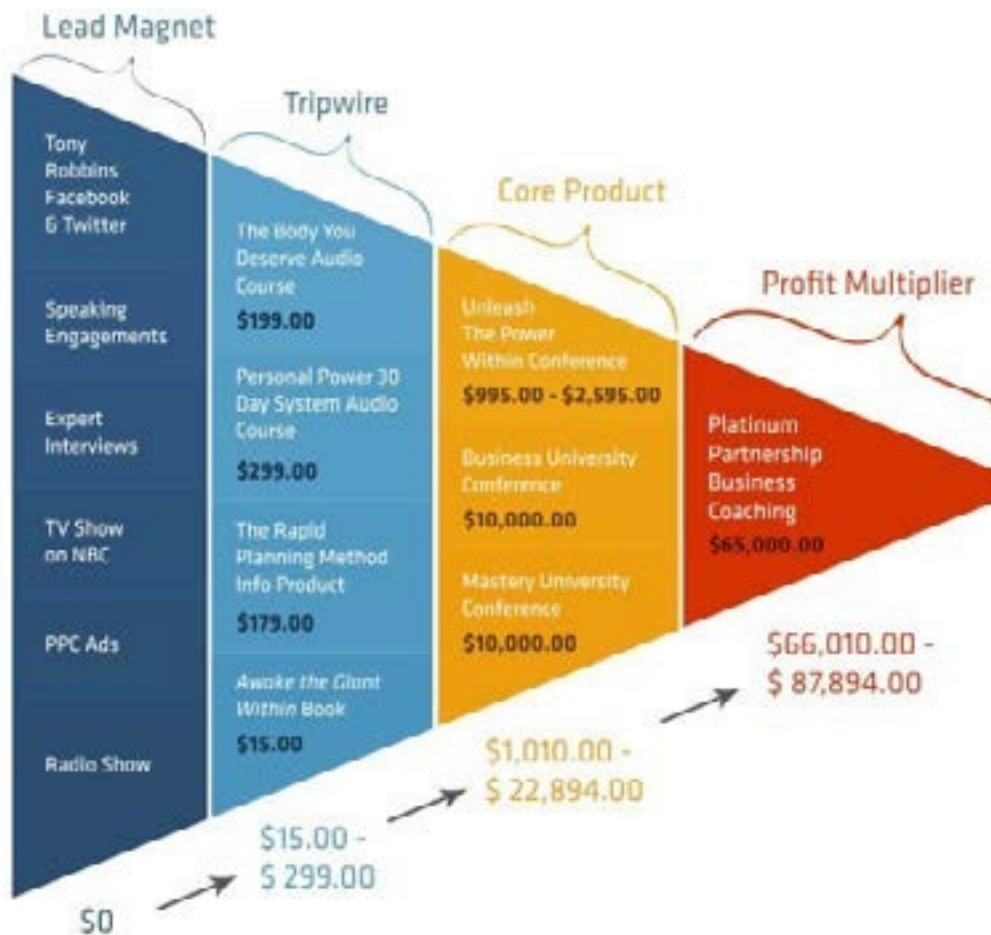 Lead Magnet
Tony
Robbins
Facebook
& Twitter
Speaking
Engagements
Expert
Interviews
TV Show
on NBC
PPC Ads
Radio Show
$0
Tripwire
The Body You
Deserve Audio
Course
$199.00
Personal Power 30
Day System Audio
Course
$299.00
The Rapid
Planning Method
Info Product
$179.00
Awake the Giant
Within Book
$15.00
$15.00 -
$ 299.00
Core Product
Unleash
The Power
Within Conference
$995.00 - $2,595.00
Business University
Conference
$10,000.00
Mastery University
Conference
$10,000.00
$1,010.00 -
$ 22,894.00
Profit Multiplier
Platinum
Partnership
Business
Coaching
$65,000.00
$66,010.00 -
$ 87,894.00